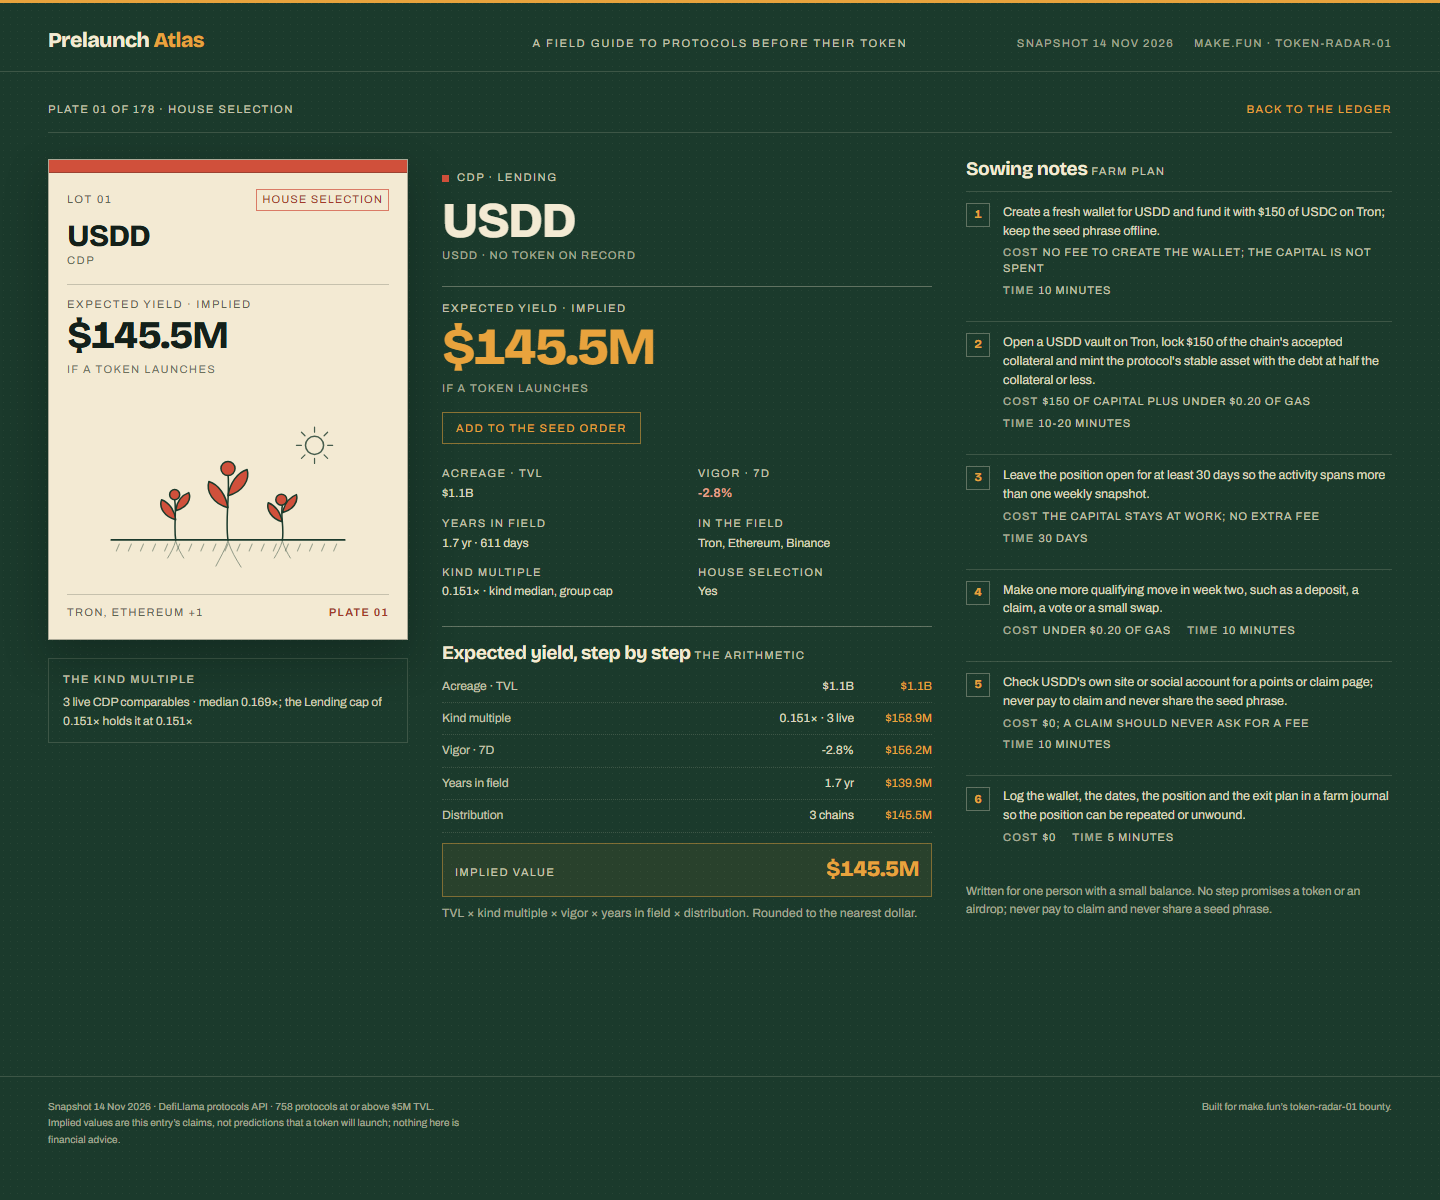 Prelaunch Atlas
A FIELD GUIDE TO PROTOCOLS BEFORE THEIR TOKEN
SNAPSHOT 14 NOV 2026
MAKE.FUN · TOKEN-RADAR-01
PLATE 01 OF 178 · HOUSE SELECTION
BACK TO THE LEDGER
LOT 01
HOUSE SELECTION
USDD
CDP
EXPECTED YIELD · IMPLIED
$145.5M
IF A TOKEN LAUNCHES
TRON, ETHEREUM +1
PLATE 01
THE KIND MULTIPLE
3 live CDP comparables · median 0.169×; the Lending cap of
0.151× holds it at 0.151×
CDP · LENDING
USDD
USDD · NO TOKEN ON RECORD
EXPECTED YIELD · IMPLIED
$145.5M
IF A TOKEN LAUNCHES
ADD TO THE SEED ORDER
ACREAGE · TVL
$1.1B
VIGOR · 7D
-2.8%
YEARS IN FIELD
1.7 yr · 611 days
IN THE FIELD
Tron, Ethereum, Binance
KIND MULTIPLE
0.151× · kind median, group cap
HOUSE SELECTION
Yes
Expected yield, step by step THE ARITHMETIC
Acreage · TVL $1.1B $1.1B
Kind multiple 0.151× · 3 live $158.9M
Vigor · 7D -2.8% $156.2M
Years in field 1.7 yr $139.9M
Distribution 3 chains $145.5M
IMPLIED VALUE $145.5M
TVL × kind multiple × vigor × years in field × distribution. Rounded to the nearest dollar.
Sowing notes FARM PLAN
1
Create a fresh wallet for USDD and fund it with $150 of USDC on Tron;
keep the seed phrase offline.
COST NO FEE TO CREATE THE WALLET; THE CAPITAL IS NOT
SPENT
TIME 10 MINUTES
2
Open a USDD vault on Tron, lock $150 of the chain's accepted
collateral and mint the protocol's stable asset with the debt at half the
collateral or less.
COST $150 OF CAPITAL PLUS UNDER $0.20 OF GAS
TIME 10-20 MINUTES
3
Leave the position open for at least 30 days so the activity spans more
than one weekly snapshot.
COST THE CAPITAL STAYS AT WORK; NO EXTRA FEE
TIME 30 DAYS
4
Make one more qualifying move in week two, such as a deposit, a
claim, a vote or a small swap.
COST UNDER $0.20 OF GAS TIME 10 MINUTES
5
Check USDD's own site or social account for a points or claim page;
never pay to claim and never share the seed phrase.
COST $0; A CLAIM SHOULD NEVER ASK FOR A FEE
TIME 10 MINUTES
6
Log the wallet, the dates, the position and the exit plan in a farm journal
so the position can be repeated or unwound.
COST $0 TIME 5 MINUTES
Written for one person with a small balance. No step promises a token or an
airdrop; never pay to claim and never share a seed phrase.
Snapshot 14 Nov 2026 · DefiLlama protocols API · 758 protocols at or above $5M TVL.
Implied values are this entry's claims, not predictions that a token will launch; nothing here is
financial advice.
Built for make.fun's token-radar-01 bounty.